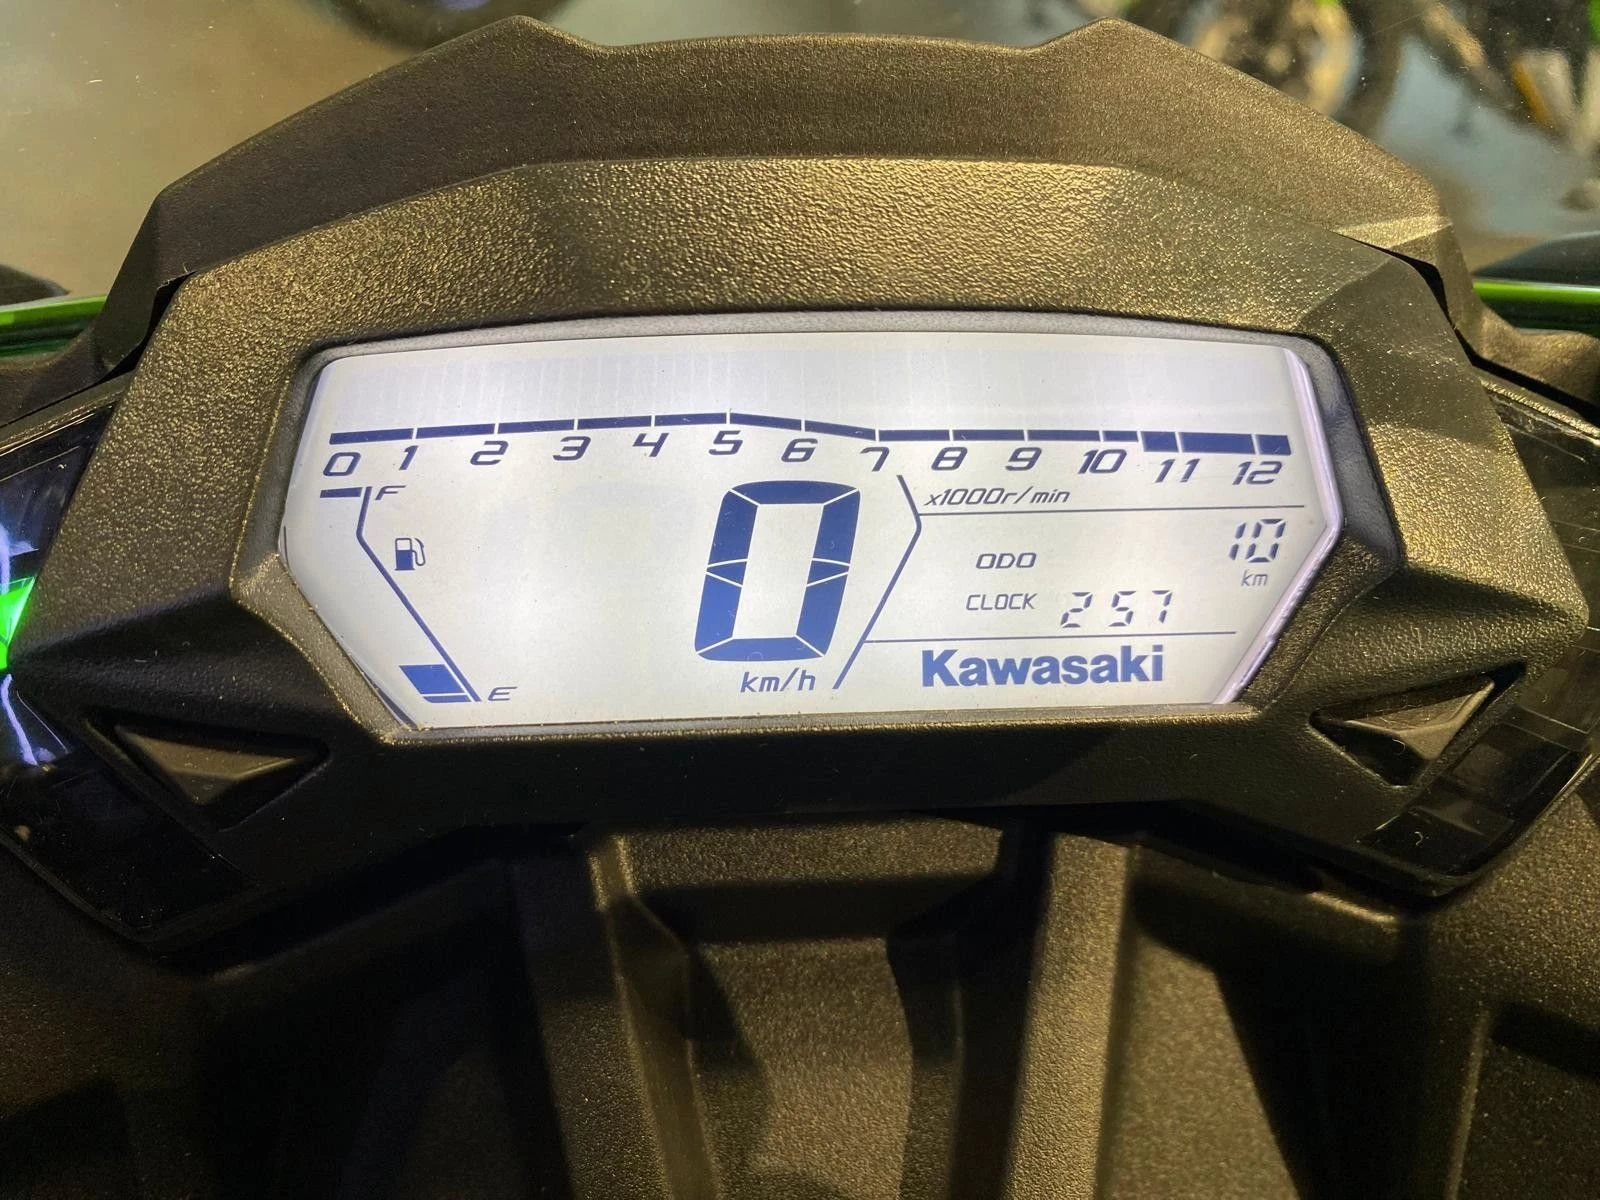 0 1 2 3 4 5 6 7 8 9 10 11 12
F
x1000r/min
0
ODO 10
km
CLOCK 2 57
Kawasaki
km/h
E